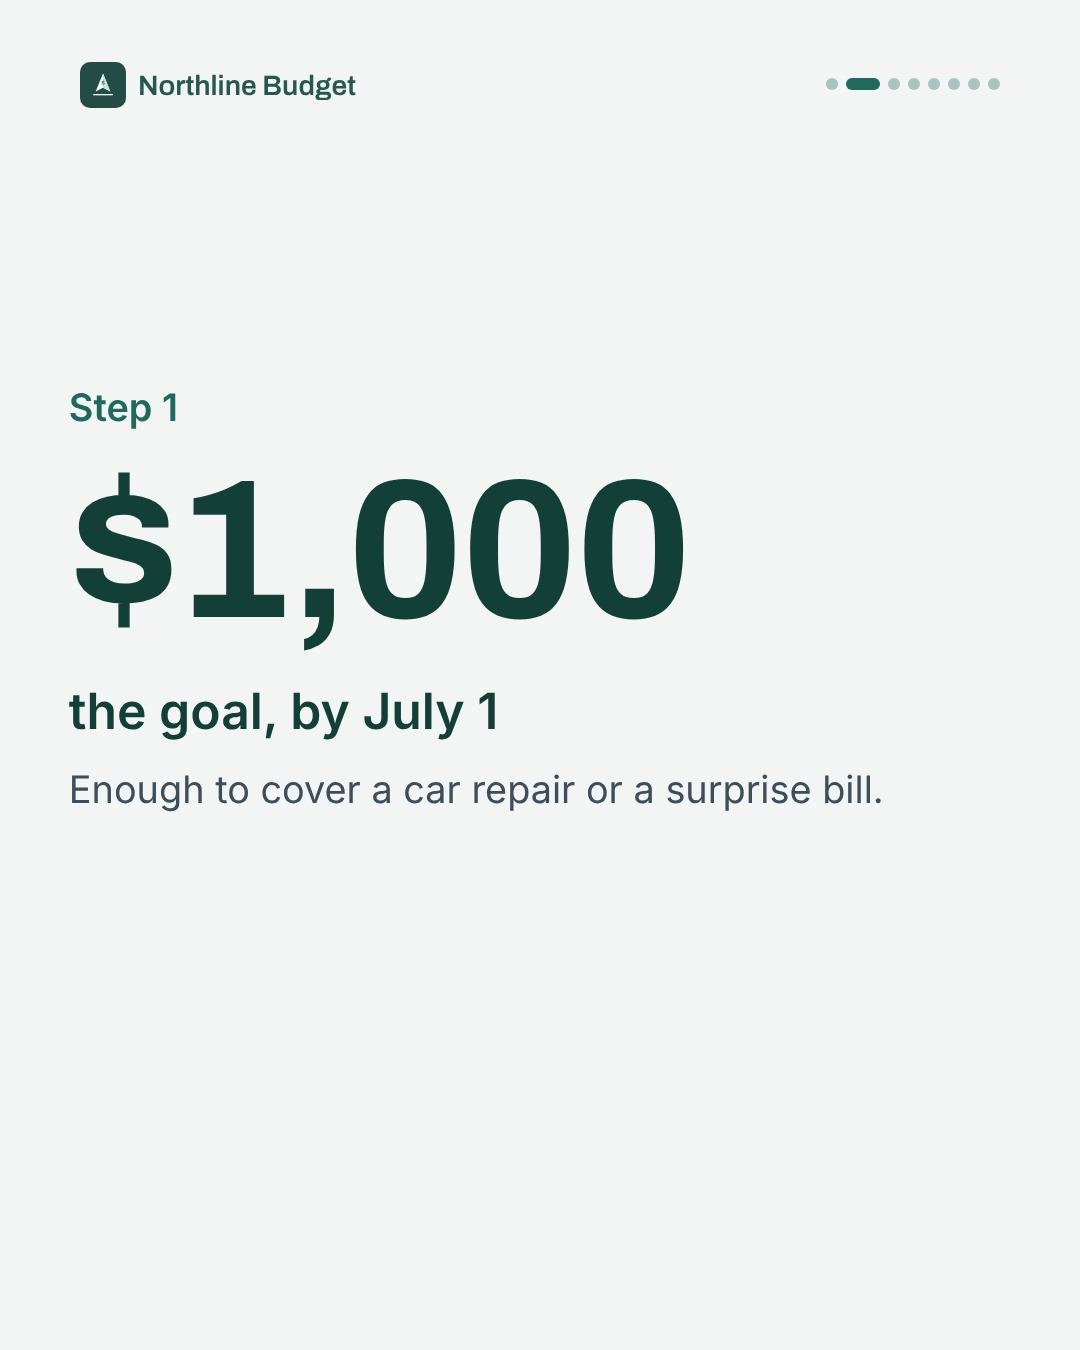 Northline Budget
Step 1
$1,000
the goal, by July 1
Enough to cover a car repair or a surprise bill.